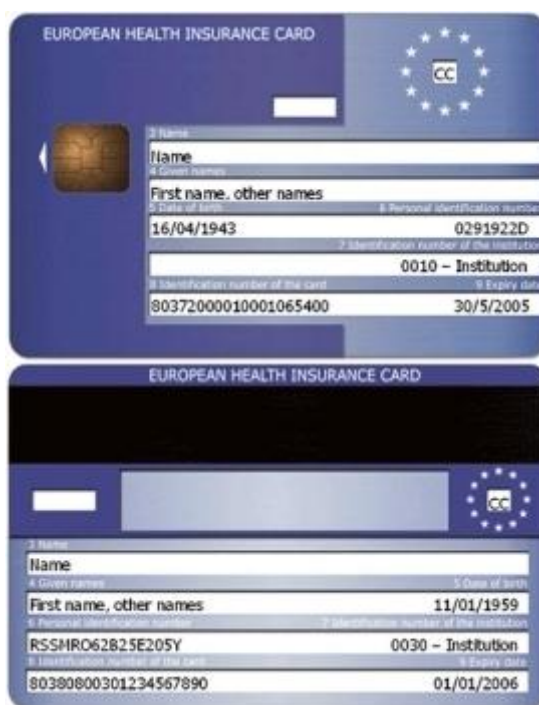 EUROPEAN HEALTH INSURANCE CARD
CC
3 Name
Name
4 Given names
First name, other names
5 Date of birth 6 Personal identification number
16/04/1943 0291922D
7 Identification number of the institution
0010 – Institution
8 Identification number of the card 9 Expiry date
80372000010001065400 30/5/2005
EUROPEAN HEALTH INSURANCE CARD
CC
3 Name
Name
4 Given names 5 Date of birth
First name, other names 11/01/1959
6 Personal identification number 7 Identification number of the institution
RSSMRO62B25E205Y 0030 – Institution
8 Identification number of the card 9 Expiry date
80380800301234567890 01/01/2006